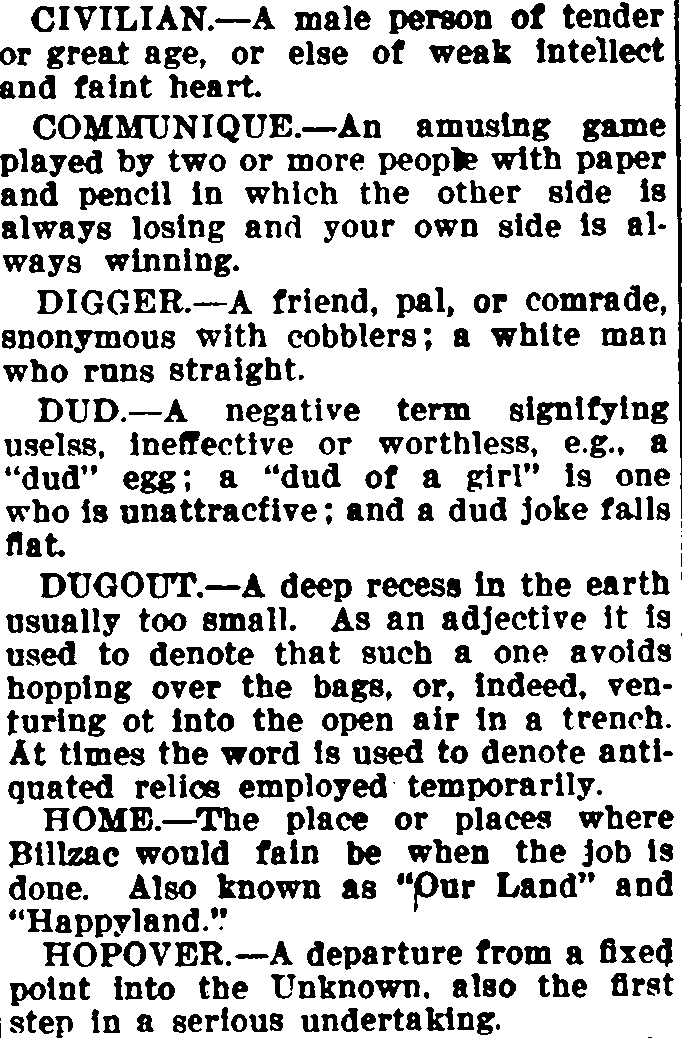 CIVILIAN.—A male person of tender
or great age, or else of weak intellect
and faint heart.
COMMUNIQUE.—An amusing game
played by two or more people with paper
and pencil in which the other side is
always losing and your own side is al-
ways winning.
DIGGER.—A friend, pal, or comrade,
snonymous with cobblers; a white man
who runs straight.
DUD.—A negative term signifying
uselss, ineffective or worthless, e.g., a
"dud" egg; a "dud of a girl" is one
who is unattracfive; and a dud joke falls
flat.
DUGOUT.—A deep recess in the earth
usually too small. As an adjective it is
used to denote that such a one avoids
hopping over the bags, or, indeed, ven-
turing ot into the open air in a trench.
At times the word is used to denote anti-
quated relics employed temporarily.
HOME.—The place or places where
Billzac would fain be when the job is
done. Also known as "Our Land" and
"Happyland."
HOPOVER.—A departure from a fixed
point into the Unknown, also the first
step in a serious undertaking.